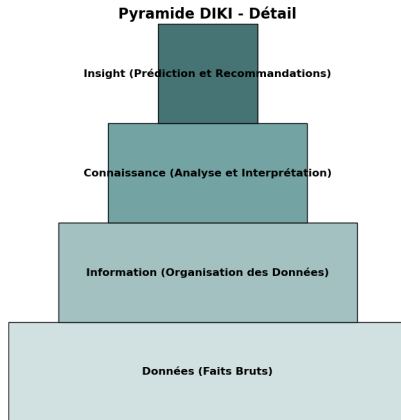 Pyramide DIKI - Détail
Insight (Prédiction et Recommandations)
Connaissance (Analyse et Interprétation)
Information (Organisation des Données)
Données (Faits Bruts)